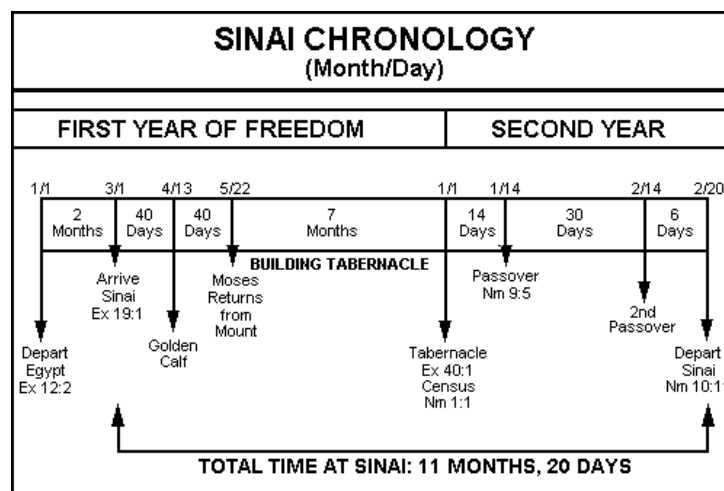 SINAI CHRONOLOGY
(Month/Day)
FIRST YEAR OF FREEDOM
SECOND YEAR
1/1
3/1
4/13
5/22
1/1
1/14
2/14
2/20
2
Months
40
Days
40
Days
7
Months
14
Days
30
Days
6
Days
BUILDING TABERNACLE
Arrive
Sinai
Ex 19:1
Moses
Returns
from
Mount
Passover
Nm 9:5
2nd
Passover
Golden
Calf
Depart
Egypt
Ex 12:2
Tabernacle
Ex 40:1
Census
Nm 1:1
Depart
Sinai
Nm 10:11
TOTAL TIME AT SINAI: 11 MONTHS, 20 DAYS